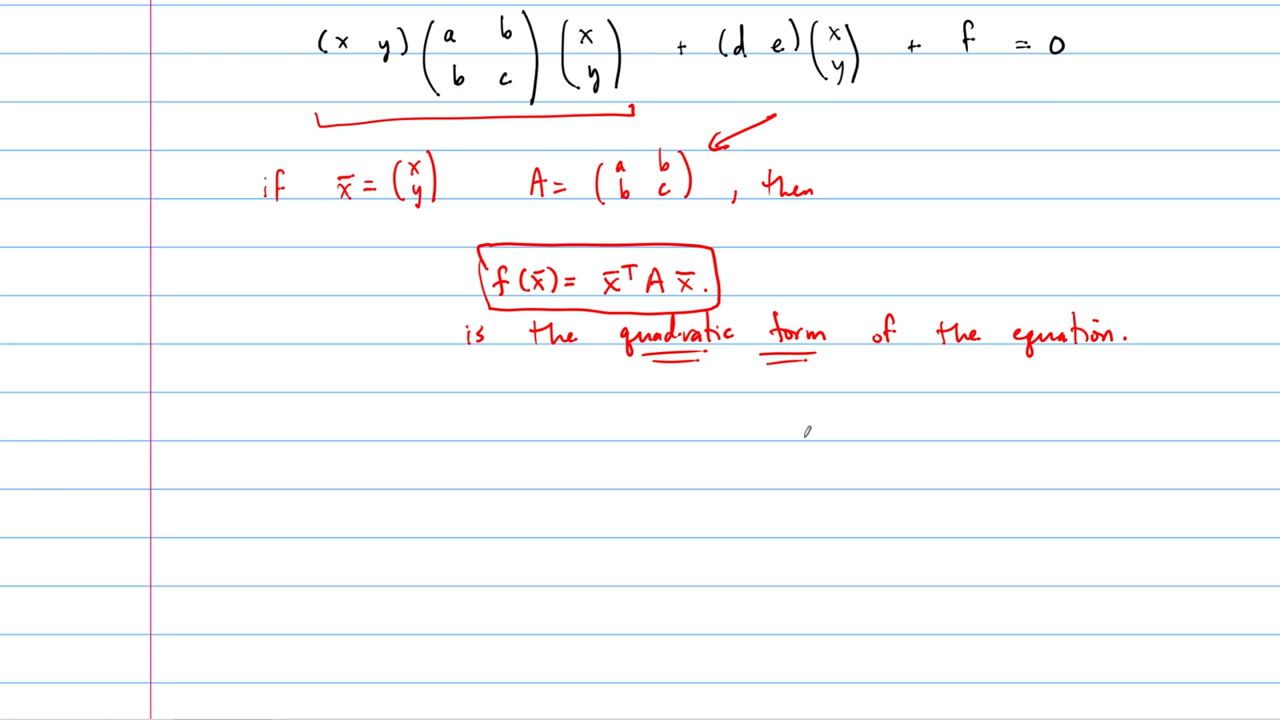 (x y) (a b b c) (x y) + (d e) (x y) + f = 0
if x̄ = (x y) A = (a b b c) , then
f(x̄) = x̄ᵀ A x̄.
is the quadratic form of the equation.